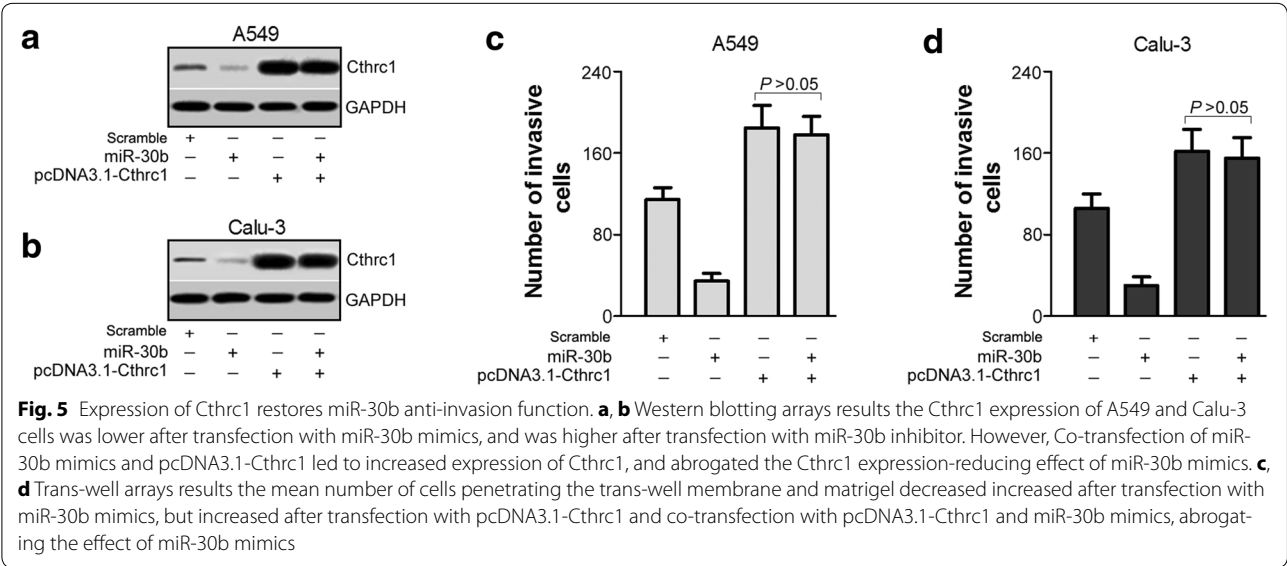 a
A549
Cthrc1
GAPDH
Scramble + – – –
miR-30b – + – +
pcDNA3.1-Cthrc1 – – + +
b
Calu-3
Cthrc1
GAPDH
Scramble + – – –
miR-30b – + – +
pcDNA3.1-Cthrc1 – – + +
c
A549
Number of invasive
cells
240
160
80
0
P >0.05
Scramble + – – –
miR-30b – + – +
pcDNA3.1-Cthrc1 – – + +
d
Calu-3
Number of invasive
cells
240
160
80
0
P >0.05
Scramble + – – –
miR-30b – + – +
pcDNA3.1-Cthrc1 – – + +
Fig. 5 Expression of Cthrc1 restores miR-30b anti-invasion function. a, b Western blotting arrays results the Cthrc1 expression of A549 and Calu-3
cells was lower after transfection with miR-30b mimics, and was higher after transfection with miR-30b inhibitor. However, Co-transfection of miR-
30b mimics and pcDNA3.1-Cthrc1 led to increased expression of Cthrc1, and abrogated the Cthrc1 expression-reducing effect of miR-30b mimics. c,
d Trans-well arrays results the mean number of cells penetrating the trans-well membrane and matrigel decreased increased after transfection with
miR-30b mimics, but increased after transfection with pcDNA3.1-Cthrc1 and co-transfection with pcDNA3.1-Cthrc1 and miR-30b mimics, abrogat-
ing the effect of miR-30b mimics